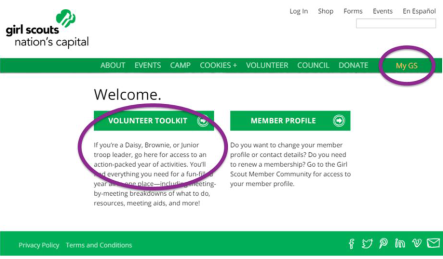 Log In Shop Forms Events En Español
girl scouts
nation's capital
ABOUT EVENTS CAMP COOKIES + VOLUNTEER COUNCIL DONATE My GS
Welcome.
VOLUNTEER TOOLKIT
If you're a Daisy, Brownie, or Junior
troop leader, go here for access to an
action-packed year of activities. You'll
find everything you need for a fun-filled
year all in one place—including meeting-
by-meeting breakdowns of what to do,
resources, meeting aids, and more!
MEMBER PROFILE
Do you want to change your member
profile or contact details? Do you need
to renew a membership? Go to the Girl
Scout Member Community for access to
your member profile.
Privacy Policy Terms and Conditions